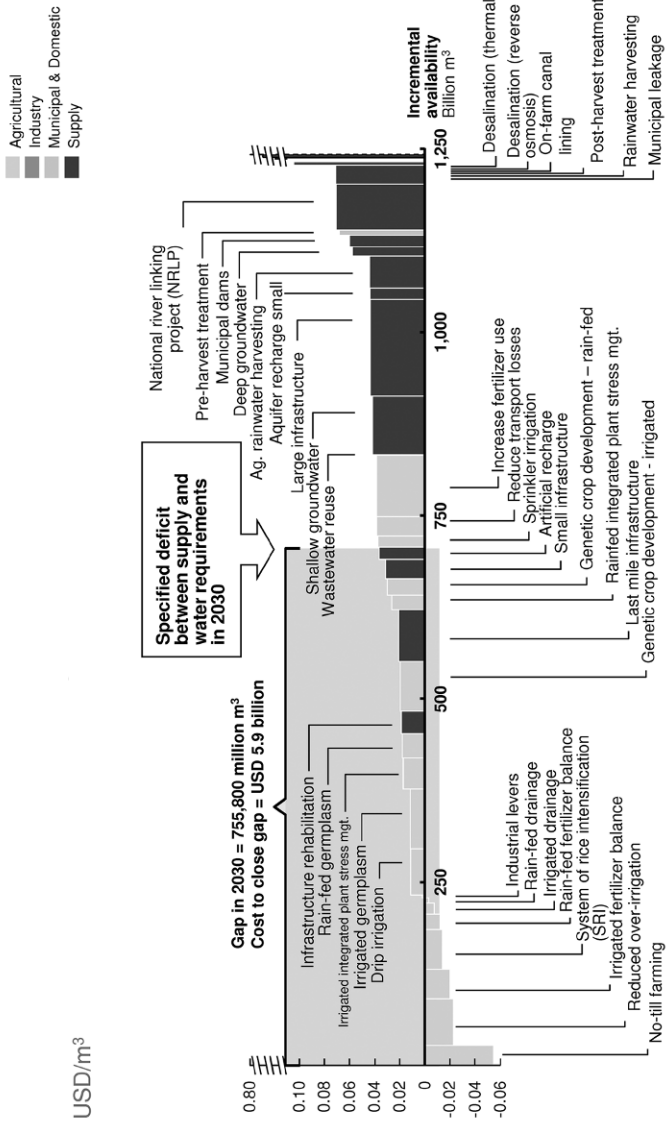 USD/m³
Agricultural
Industry
Municipal & Domestic
Supply
Specified deficit
between supply and
water requirements
in 2030
Gap in 2030 = 755,800 million m³
Cost to close gap = USD 5.9 billion
0.80
0.10
0.08
0.06
0.04
0.02
0
-0.02
-0.04
-0.06
250
500
750
1,000
1,250
Incremental
availability
Billion m³
Infrastructure rehabilitation
Rain-fed germplasm
Irrigated integrated plant stress mgt.
Irrigated germplasm
Drip irrigation
National river linking
project (NRLP)
Pre-harvest treatment
Municipal dams
Deep groundwater
Ag. rainwater harvesting
Aquifer recharge small
Large infrastructure
Shallow groundwater
Wastewater reuse
Industrial levers
Rain-fed drainage
Irrigated drainage
Rain-fed fertilizer balance
System of rice intensification
(SRI)
Irrigated fertilizer balance
Reduced over-irrigation
No-till farming
Increase fertilizer use
Reduce transport losses
Sprinkler irrigation
Artificial recharge
Small infrastructure
Genetic crop development – rain-fed
Rainfed integrated plant stress mgt.
Last mile infrastructure
Genetic crop development - irrigated
Desalination (thermal
Desalination (reverse
osmosis)
On-farm canal
lining
Post-harvest treatment
Rainwater harvesting
Municipal leakage